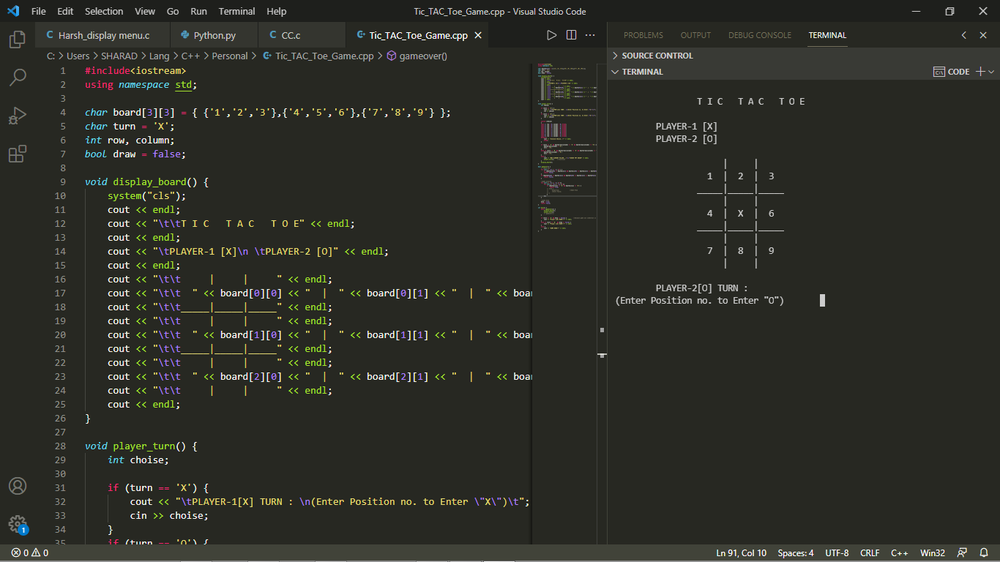 File Edit Selection View Go Run Terminal Help Tic_TAC_Toe_Game.cpp - Visual Studio Code
Harsh_display menu.c Python.py CC.c Tic_TAC_Toe_Game.cpp
C: > Users > SHARAD > Lang > C++ > Personal > Tic_TAC_Toe_Game.cpp > gameover()
1 #include<iostream>
2 using namespace std;
3
4 char board[3][3] = { {'1','2','3'},{'4','5','6'},{'7','8','9'} };
5 char turn = 'X';
6 int row, column;
7 bool draw = false;
8
9 void display_board() {
10     system("cls");
11     cout << endl;
12     cout << "\t\tT I C   T A C   T O E" << endl;
13     cout << endl;
14     cout << "\tPLAYER-1 [X]\n \tPLAYER-2 [O]" << endl;
15     cout << endl;
16     cout << "\t\t     |     |     " << endl;
17     cout << "\t\t  " << board[0][0] << "  |  " << board[0][1] << "  |  " << boar
18     cout << "\t\t_____|_____|_____" << endl;
19     cout << "\t\t     |     |     " << endl;
20     cout << "\t\t  " << board[1][0] << "  |  " << board[1][1] << "  |  " << boar
21     cout << "\t\t_____|_____|_____" << endl;
22     cout << "\t\t     |     |     " << endl;
23     cout << "\t\t  " << board[2][0] << "  |  " << board[2][1] << "  |  " << boar
24     cout << "\t\t     |     |     " << endl;
25     cout << endl;
26 }
27
28 void player_turn() {
29     int choise;
30
31     if (turn == 'X') {
32         cout << "\tPLAYER-1[X] TURN : \n(Enter Position no. to Enter \"X\")\t";
33         cin >> choise;
34     }
35     if (turn == 'O') {
PROBLEMS OUTPUT DEBUG CONSOLE TERMINAL
SOURCE CONTROL
TERMINAL CODE
T I C   T A C   T O E
PLAYER-1 [X]
PLAYER-2 [O]
     |     |
  1  |  2  |  3
_____|_____|_____
     |     |
  4  |  X  |  6
_____|_____|_____
     |     |
  7  |  8  |  9
     |     |
PLAYER-2[O] TURN :
(Enter Position no. to Enter "O")
1
0 0 Ln 91, Col 10 Spaces: 4 UTF-8 CRLF C++ Win32